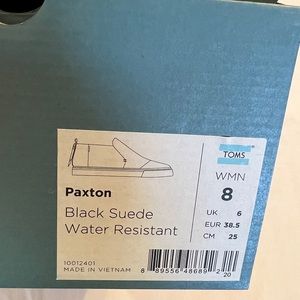 TOMS
WMN
8
Paxton
Black Suede
Water Resistant
UK 6
EUR 38.5
CM 25
10012401
MADE IN VIETNAM
8 89556 48689 2
20